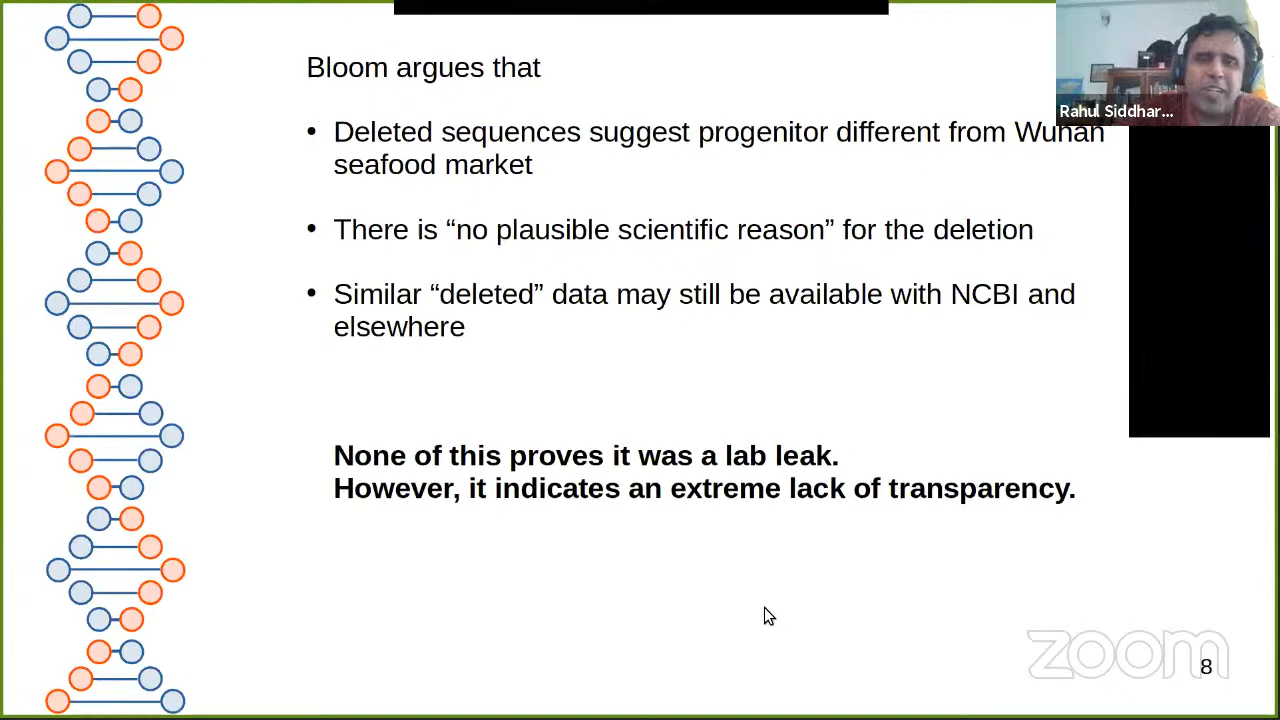 Bloom argues that
Rahul Siddhar...
• Deleted sequences suggest progenitor different from Wuhan
seafood market
• There is “no plausible scientific reason” for the deletion
• Similar “deleted” data may still be available with NCBI and
elsewhere
None of this proves it was a lab leak.
However, it indicates an extreme lack of transparency.
zoom
8